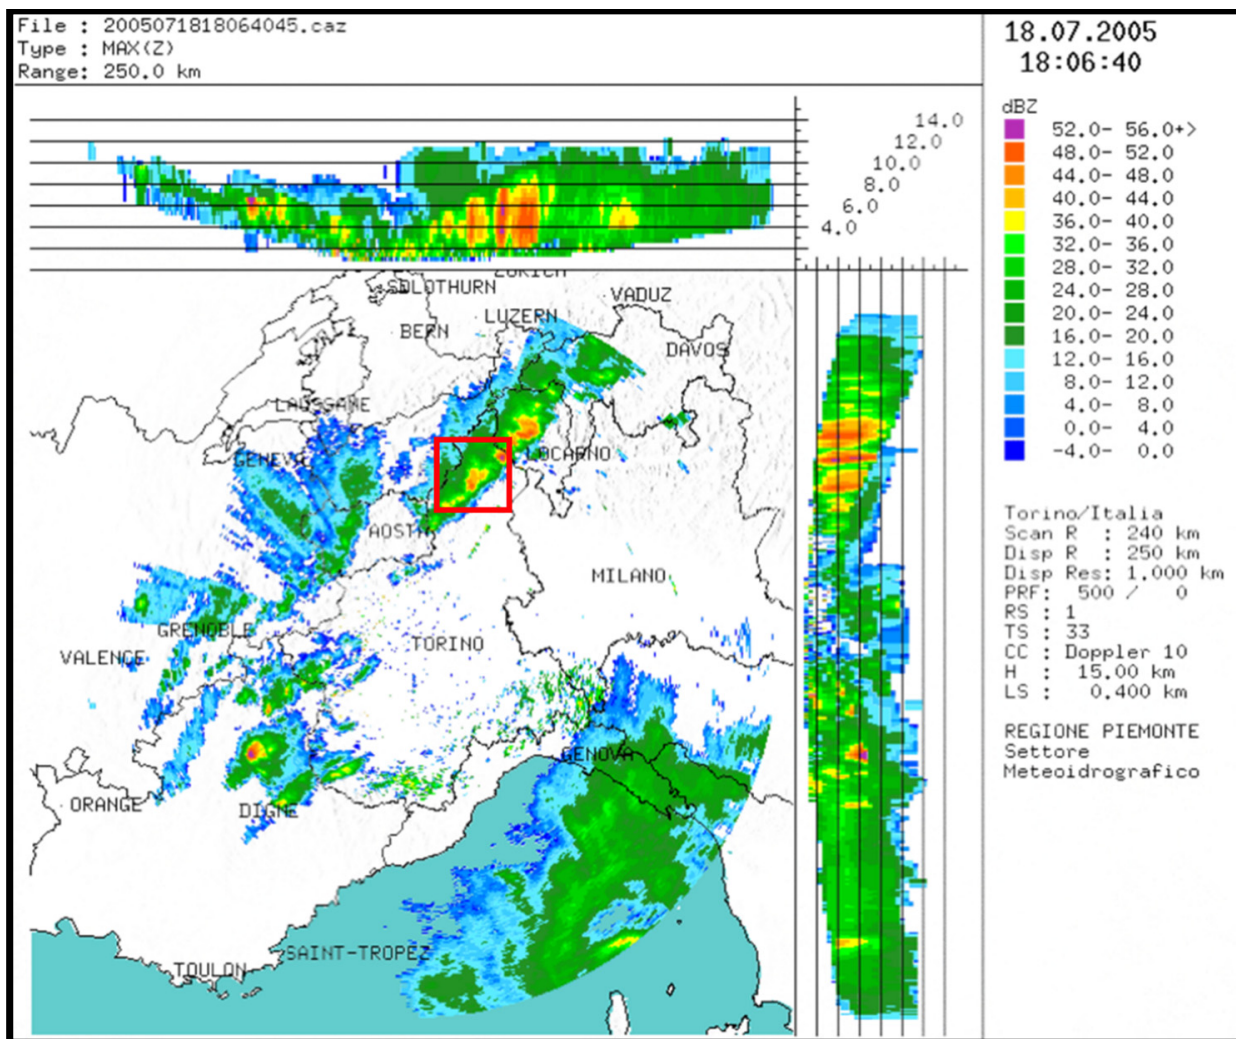 File : 2005071818064045.caz
Type : MAX(Z)
Range: 250.0 km
18.07.2005
18:06:40
14.0
12.0
10.0
8.0
6.0
4.0
dBZ
52.0- 56.0+>
48.0- 52.0
44.0- 48.0
40.0- 44.0
36.0- 40.0
32.0- 36.0
28.0- 32.0
24.0- 28.0
20.0- 24.0
16.0- 20.0
12.0- 16.0
8.0- 12.0
4.0- 8.0
0.0- 4.0
-4.0- 0.0
ZURICH
SOLOTHURN
VADUZ
LUZERN
BERN
DAVOS
LAUSSANE
GENEVE
LOCARNO
AOSTA
MILANO
GRENOBLE
TORINO
VALENCE
GENOVA
ORANGE
DIGNE
SAINT-TROPEZ
TOULON
Torino/Italia
Scan R : 240 km
Disp R : 250 km
Disp Res: 1.000 km
PRF: 500 / 0
RS : 1
TS : 33
CC : Doppler 10
H : 15.00 km
LS : 0.400 km
REGIONE PIEMONTE
Settore
Meteoidrografico